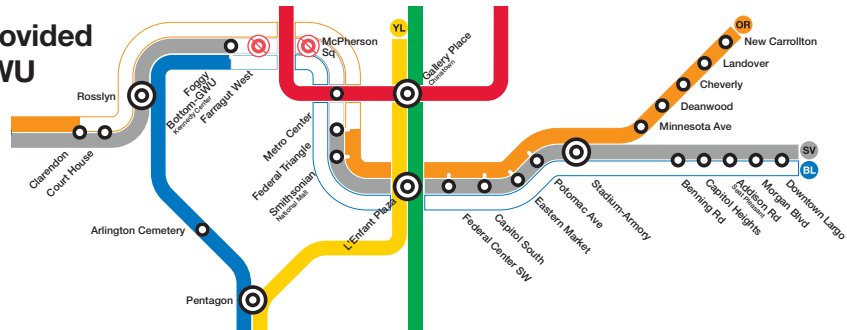 rovided
WU
YL
OR
McPherson
Sq
New Carrollton
Gallery Place
Chinatown
Landover
Foggy
Bottom-GWU
Kennedy Center
Farragut West
Cheverly
Rosslyn
Deanwood
Minnesota Ave
Metro Center
Clarendon
Court House
Federal Triangle
SV
BL
Smithsonian
National Mall
L'Enfant Plaza
Federal Center SW
Capitol South
Eastern Market
Potomac Ave
Stadium-Armory
Benning Rd
Capitol Heights
Addison Rd
Seat Pleasant
Morgan Blvd
Downtown Largo
Arlington Cemetery
Pentagon